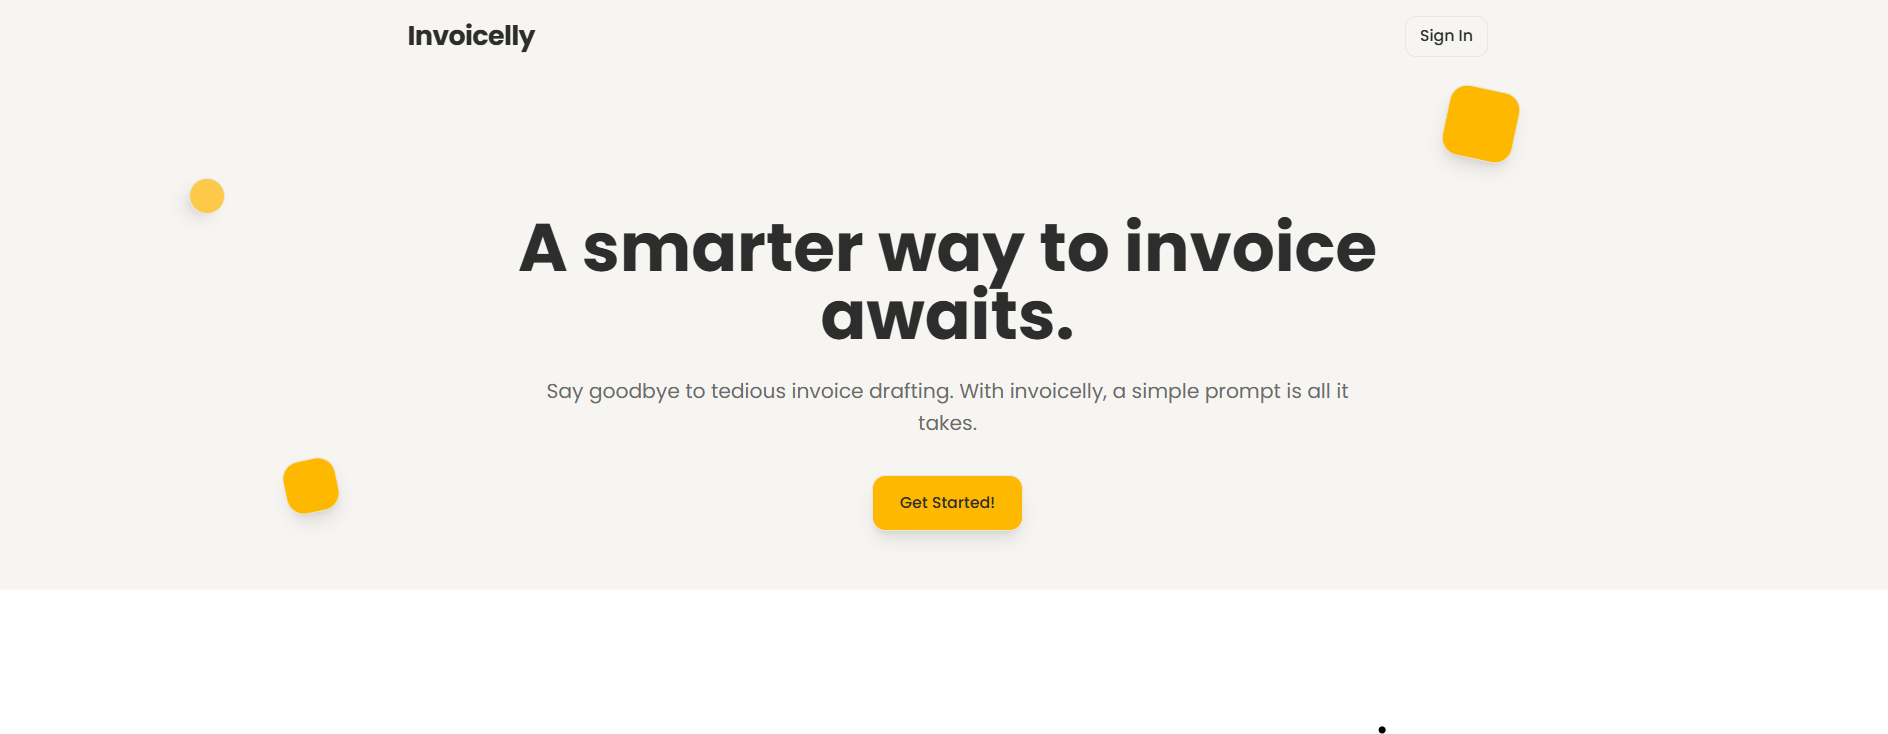 Invoicelly
Sign In
A smarter way to invoice
awaits.
Say goodbye to tedious invoice drafting. With invoicelly, a simple prompt is all it
takes.
Get Started!